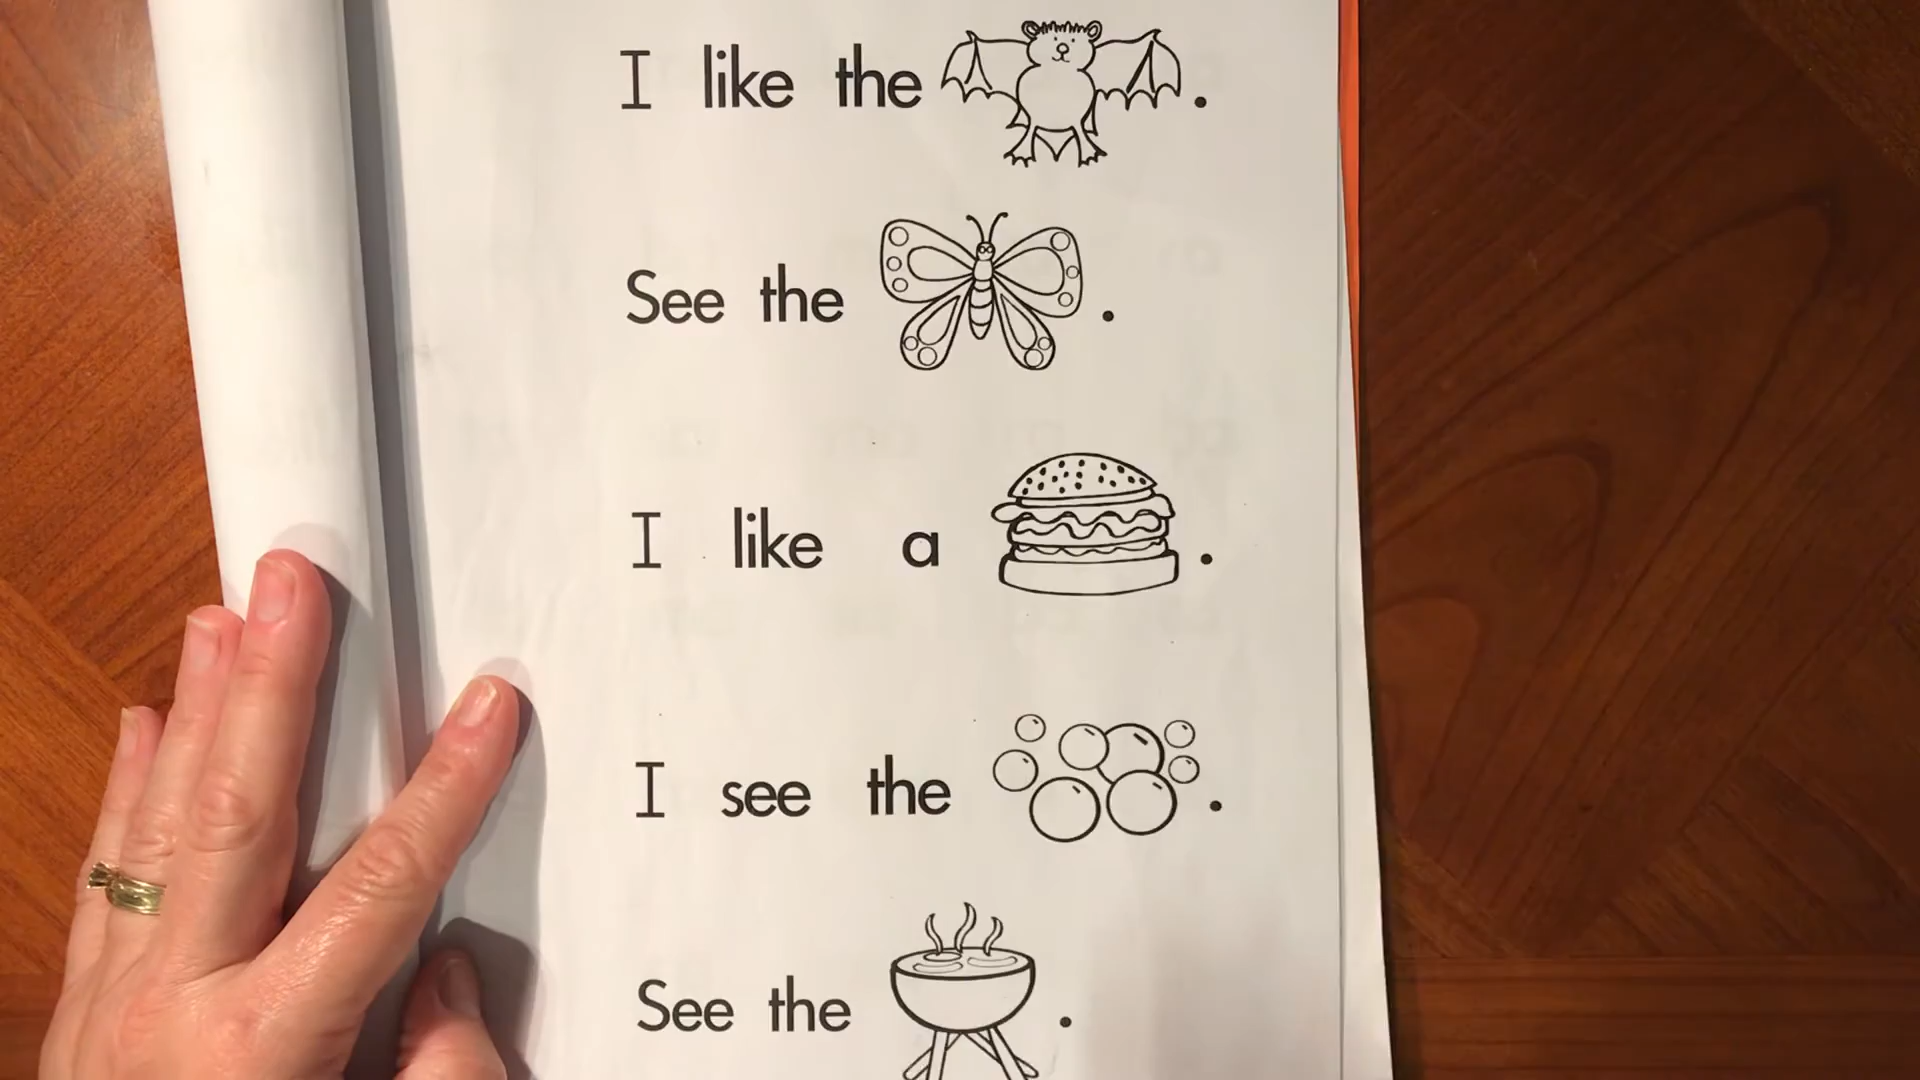 I like the .
See the .
I like a .
I see the .
See the .